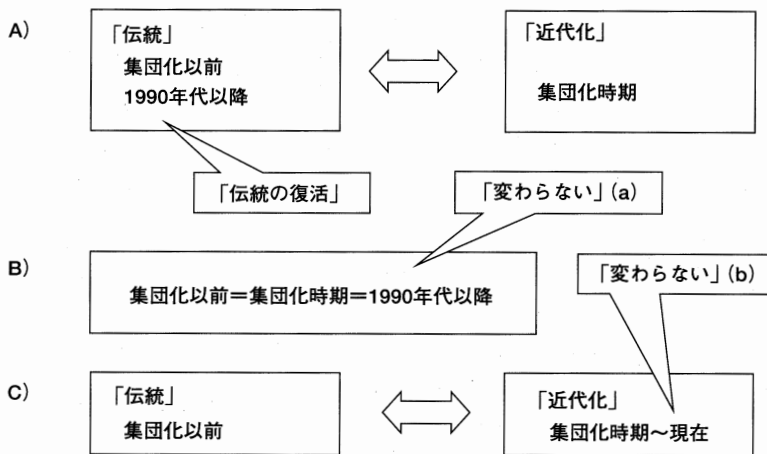 A)
「伝統」
集団化以前
1990年代以降
「近代化」
集団化時期
「伝統の復活」
「変わらない」(a)
B)
集団化以前=集団化時期=1990年代以降
「変わらない」(b)
C)
「伝統」
集団化以前
「近代化」
集団化時期~現在